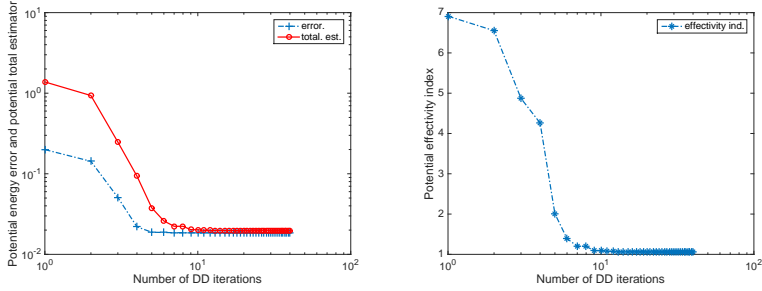 Potential energy error and potential total estimator
10^1
10^0
10^-1
10^-2
10^0
10^1
10^2
Number of DD iterations
error.
total. est.
Potential effectivity index
7
6
5
4
3
2
1
10^0
10^1
10^2
Number of DD iterations
effectivity ind.